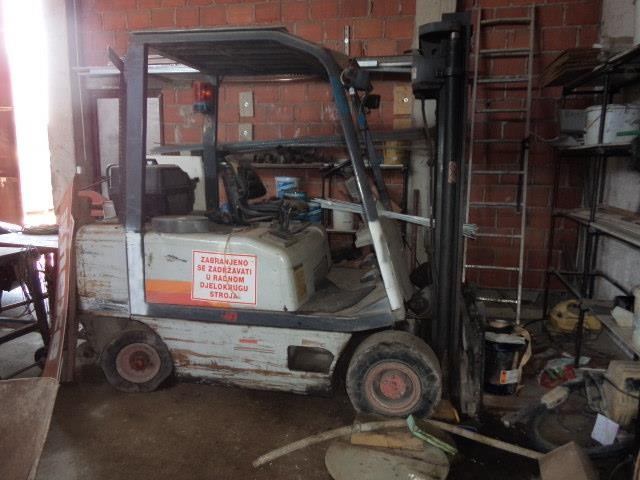 ZABRANJENO
SE ZADRŽAVATI
U RADNOM
DJELOKRUGU
STROJA